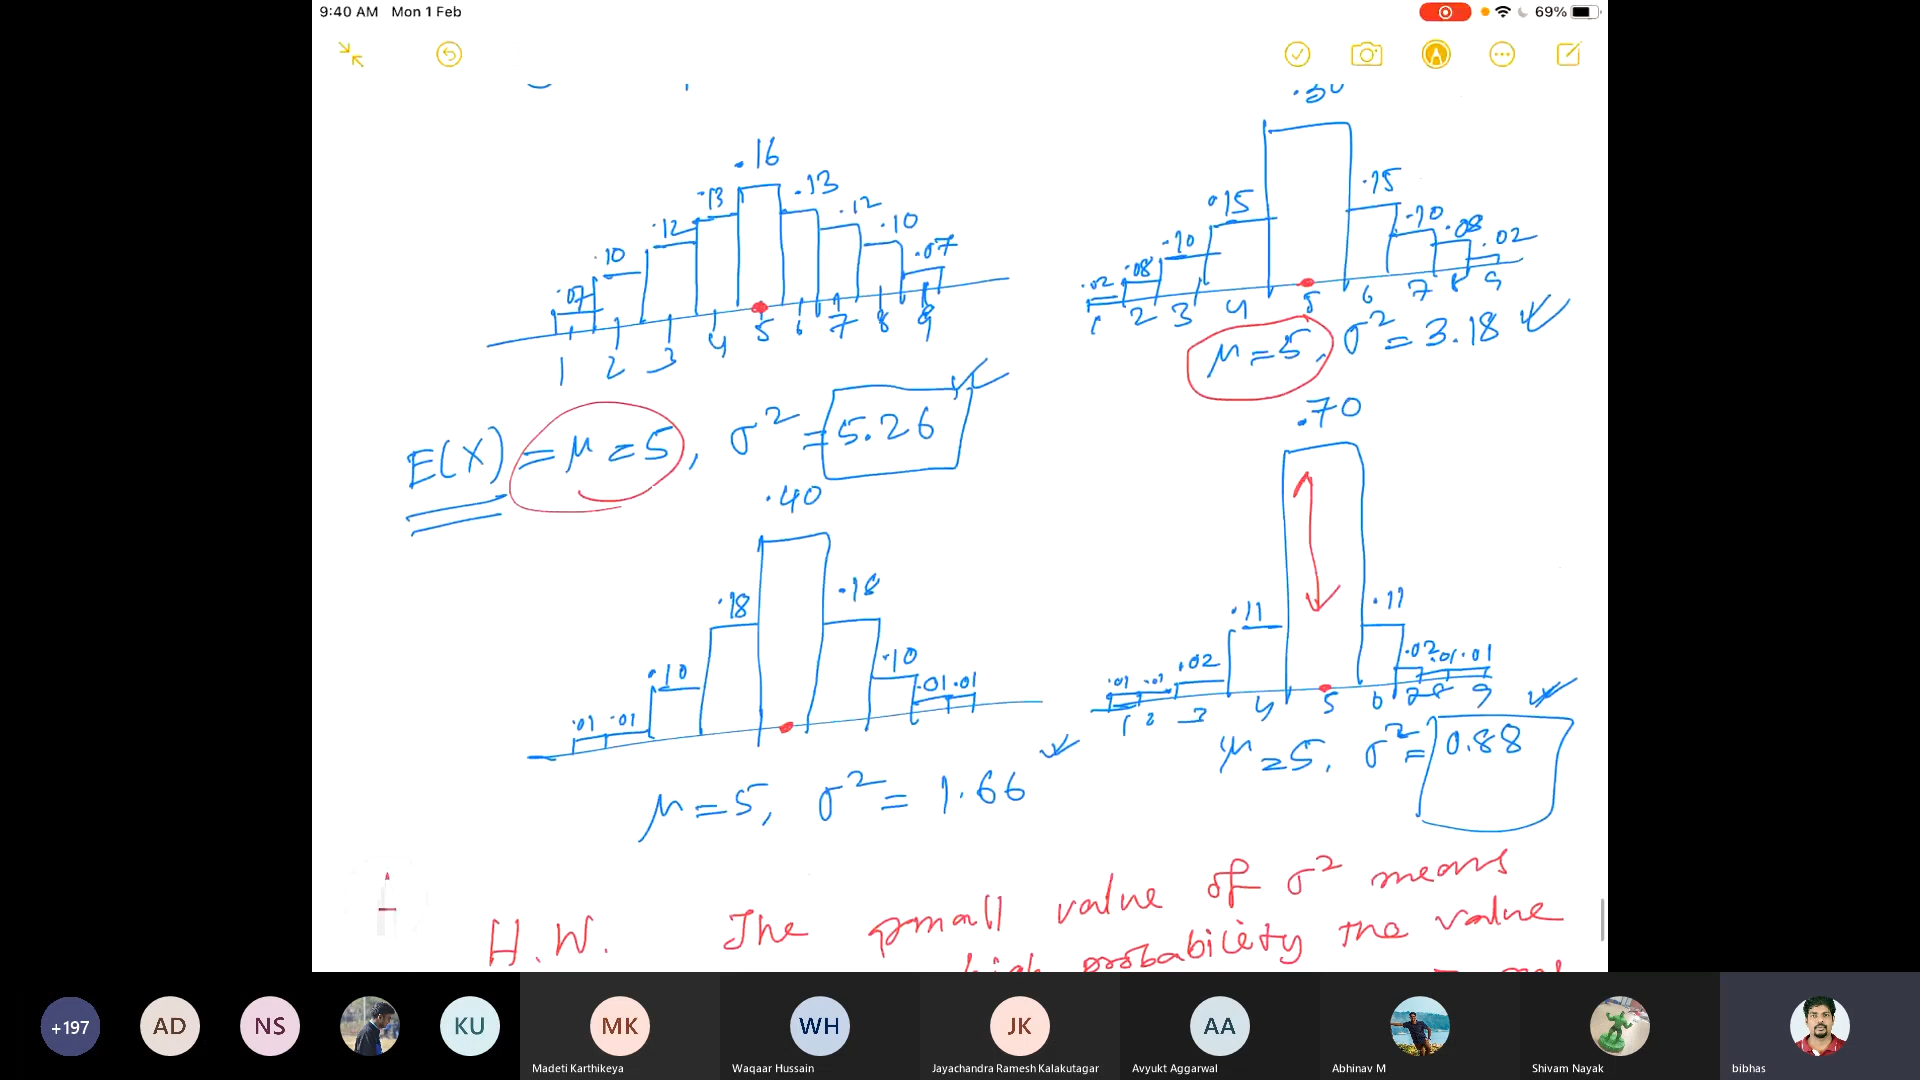 9:40 AM Mon 1 Feb
69%
.16
.13 .13
.12 .12
.10 .10
.07 .07
1 2 3 4 5 6 7 8 9
E(X) = μ = 5, σ² = 5.26
.15 .15
.10 .10
.02 .08 .08 .02
1 2 3 4 5 6 7 8 9
μ = 5, σ² = 3.18
.40
.18 .18
.10 .10
.01 .01 .01 .01
μ = 5, σ² = 1.66
.70
.11 .11
.01 .01 .02 .02 .01 .01
1 2 3 4 5 6 7 8 9
μ = 5, σ² = 0.88
H.W. The small value of σ² means
high probability the value
+197
AD
NS
KU
MK
Madeti Karthikeya
WH
Waqaar Hussain
JK
Jayachandra Ramesh Kalakutagar
AA
Avyukt Aggarwal
Abhinav M
Shivam Nayak
bibhas